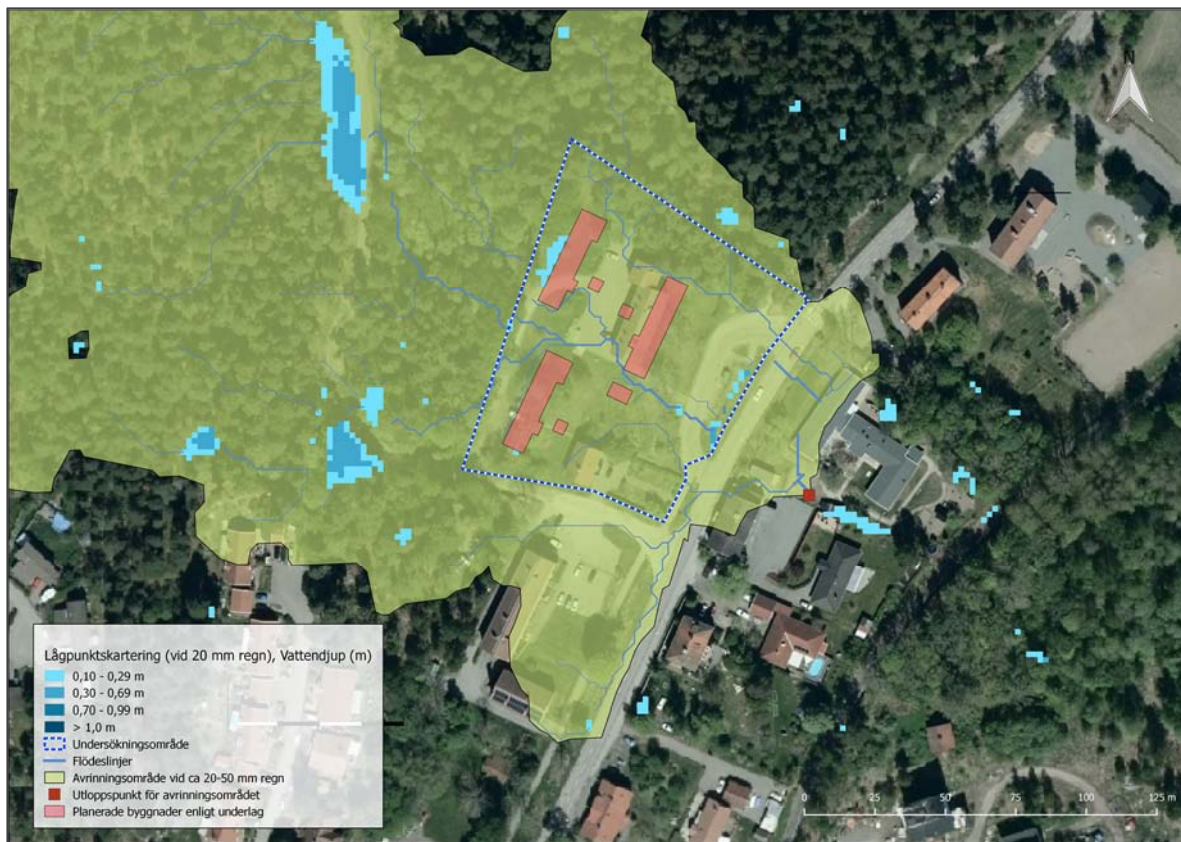 N
Lågpunktskartering (vid 20 mm regn), Vattendjup (m)
0,10 - 0,29 m
0,30 - 0,69 m
0,70 - 0,99 m
> 1,0 m
Undersökningsområde
Flödeslinjer
Avrinningsområde vid ca 20-50 mm regn
Utloppspunkt för avrinningsområdet
Planerade byggnader enligt underlag
0 25 50 75 100 125 m